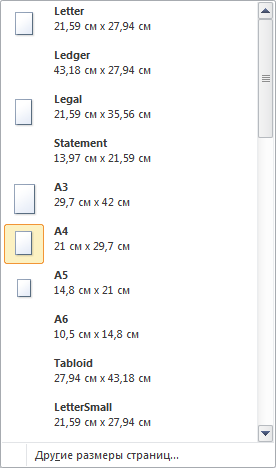 Letter
21,59 см x 27,94 см
Ledger
43,18 см x 27,94 см
Legal
21,59 см x 35,56 см
Statement
13,97 см x 21,59 см
A3
29,7 см x 42 см
A4
21 см x 29,7 см
A5
14,8 см x 21 см
A6
10,5 см x 14,8 см
Tabloid
27,94 см x 43,18 см
LetterSmall
21,59 см x 27,94 см
Другие размеры страниц...